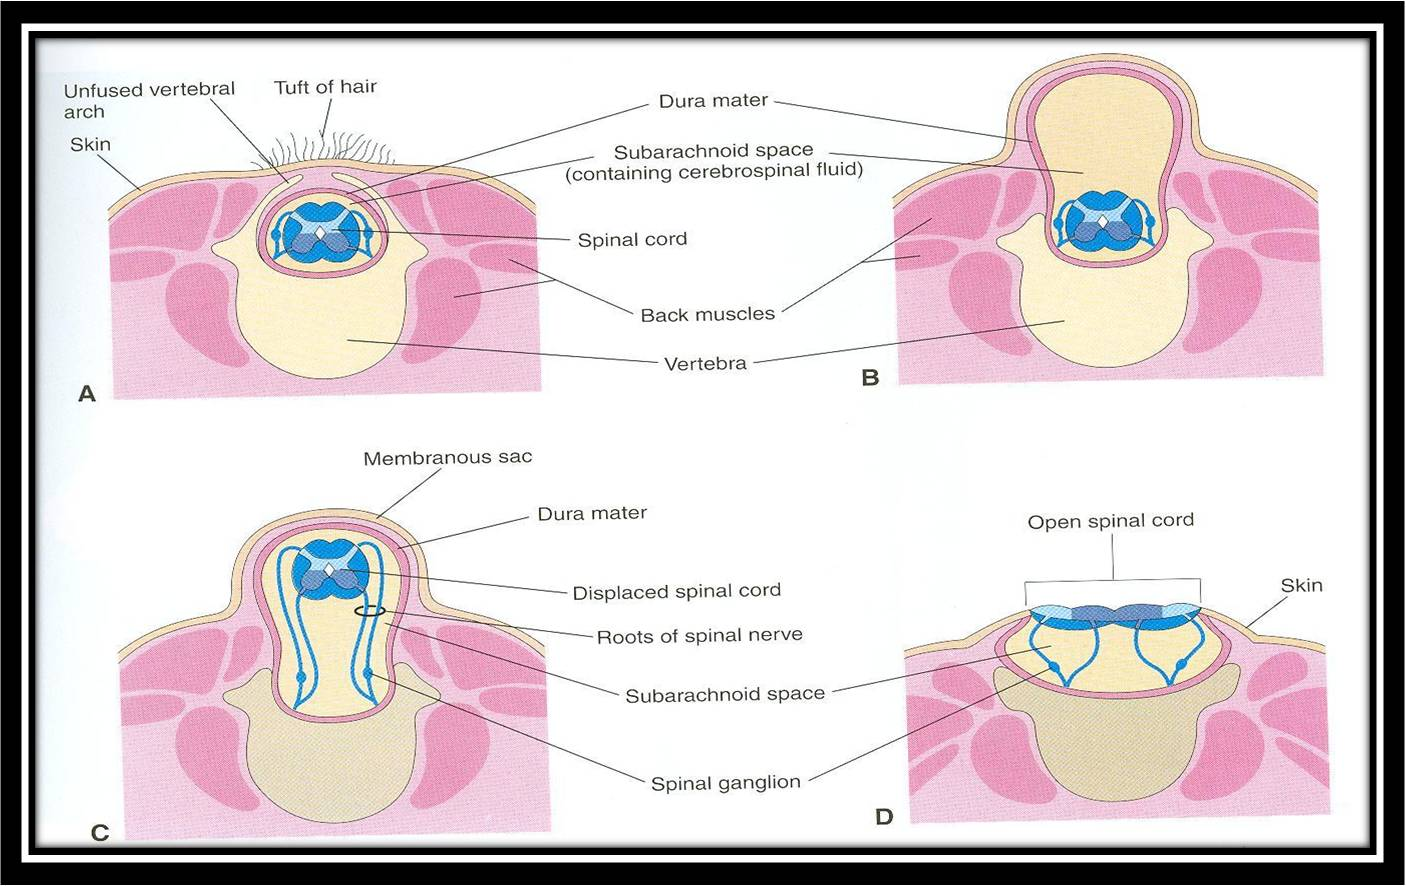 Unfused vertebral
arch
Tuft of hair
Skin
Dura mater
Subarachnoid space
(containing cerebrospinal fluid)
Spinal cord
Back muscles
Vertebra
A
B
Membranous sac
Dura mater
Displaced spinal cord
Roots of spinal nerve
Subarachnoid space
Spinal ganglion
Open spinal cord
Skin
C
D